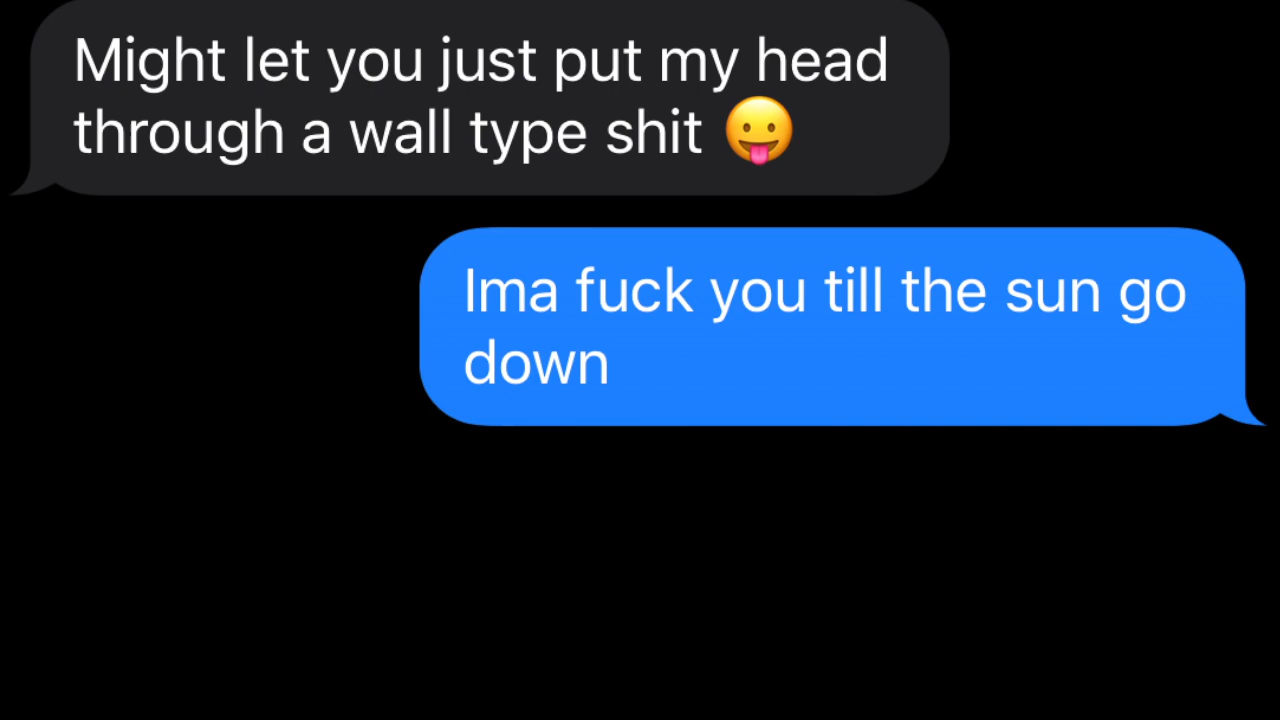 Might let you just put my head
through a wall type shit 😛
Ima fuck you till the sun go
down